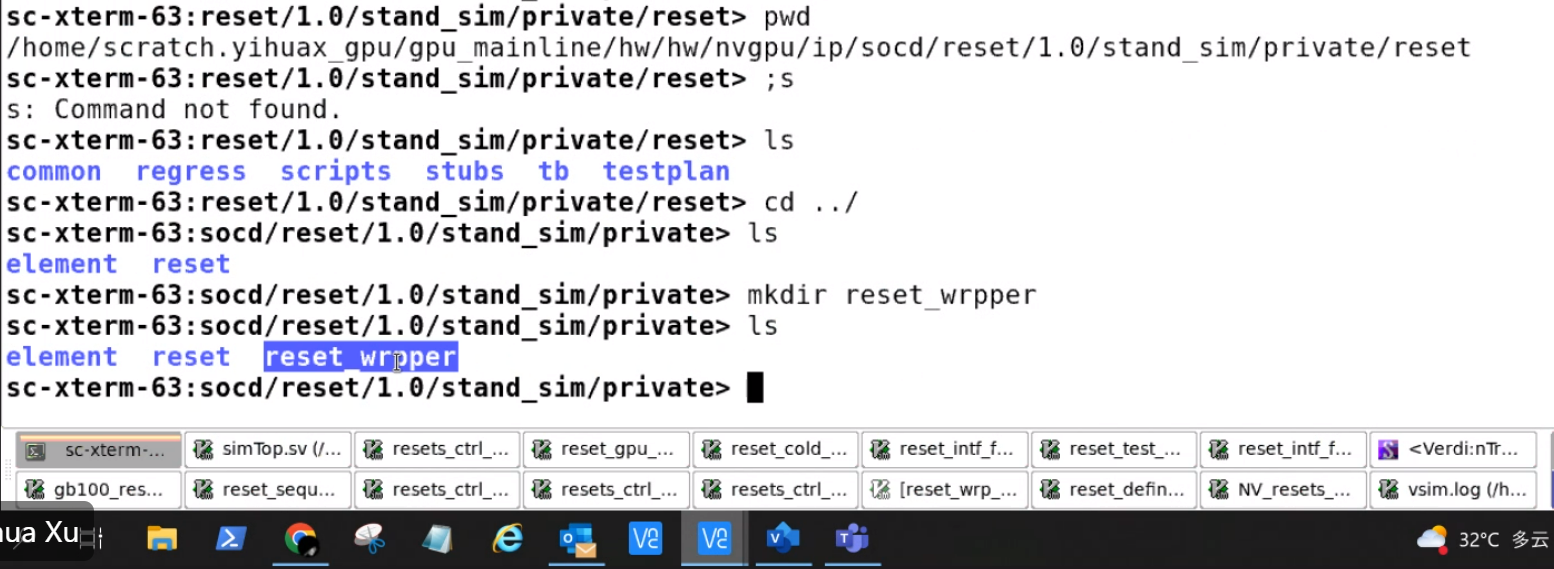 sc-xterm-63:reset/1.0/stand_sim/private/reset> pwd
/home/scratch.yihuax_gpu/gpu_mainline/hw/hw/nvgpu/ip/socd/reset/1.0/stand_sim/private/reset
sc-xterm-63:reset/1.0/stand_sim/private/reset> ;s
s: Command not found.
sc-xterm-63:reset/1.0/stand_sim/private/reset> ls
common regress scripts stubs tb testplan
sc-xterm-63:reset/1.0/stand_sim/private/reset> cd ../
sc-xterm-63:socd/reset/1.0/stand_sim/private> ls
element reset
sc-xterm-63:socd/reset/1.0/stand_sim/private> mkdir reset_wrpper
sc-xterm-63:socd/reset/1.0/stand_sim/private> ls
element reset reset_wrpper
sc-xterm-63:socd/reset/1.0/stand_sim/private>
sc-xterm-... simTop.sv (/... resets_ctrl_... reset_gpu_... reset_cold_... reset_intf_f... reset_test_... reset_intf_f... <Verdi:nTr...
gb100_res... reset_sequ... resets_ctrl_... resets_ctrl_... resets_ctrl_... [reset_wrp_... reset_defin... NV_resets_... vsim.log (/h...
Xu 32°C 多云